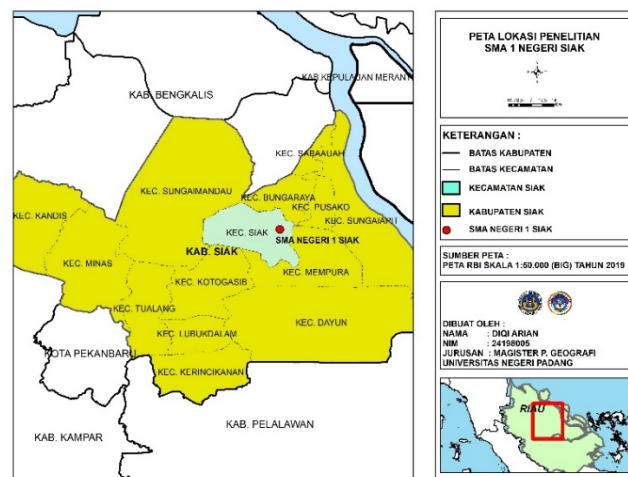 KAB. BENGKALIS
KAB.KEPULAUAN MERANTI
KEC. SABAAUAH
KEC. SUNGAIMANDAU
KEC. BUNGARAYA
KEC. PUSAKO
KEC. SUNGAIAPIT
KEC. KANDIS
KEC. SIAK
SMA NEGERI 1 SIAK
KAB. SIAK
KEC. MINAS
KEC. KOTOGASIB
KEC. MEMPURA
KEC. TUALANG
KEC. DAYUN
KEC. LUBUKDALAM
KOTA PEKANBARU
KEC. KERINCIKANAN
KAB. KAMPAR
KAB. PELALAWAN
PETA LOKASI PENELITIAN
SMA 1 NEGERI SIAK
KETERANGAN :
BATAS KABUPATEN
BATAS KECAMATAN
KECAMATAN SIAK
KABUPATEN SIAK
SMA NEGERI 1 SIAK
SUMBER PETA :
PETA RBI SKALA 1:50.000 (BIG) TAHUN 2019
DIBUAT OLEH :
NAMA : DIQI ARIAN
NIM : 24198005
JURUSAN : MAGISTER P. GEOGRAFI
UNIVERSITAS NEGERI PADANG
RIAU